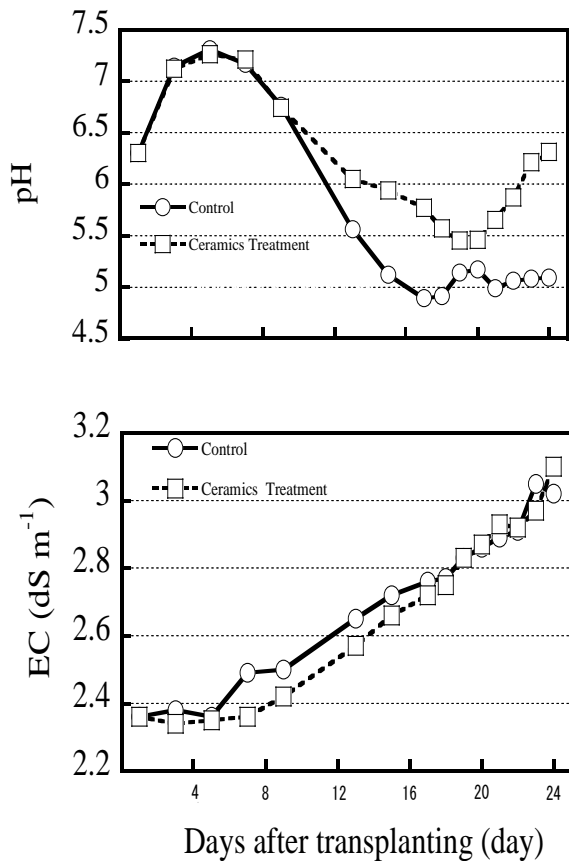 7.5
7
6.5
6
5.5
5
4.5
pH
Control
Ceramics Treatment
3.2
3
2.8
2.6
2.4
2.2
EC (dS m⁻¹)
Control
Ceramics Treatment
4 8 12 16 20 24
Days after transplanting (day)